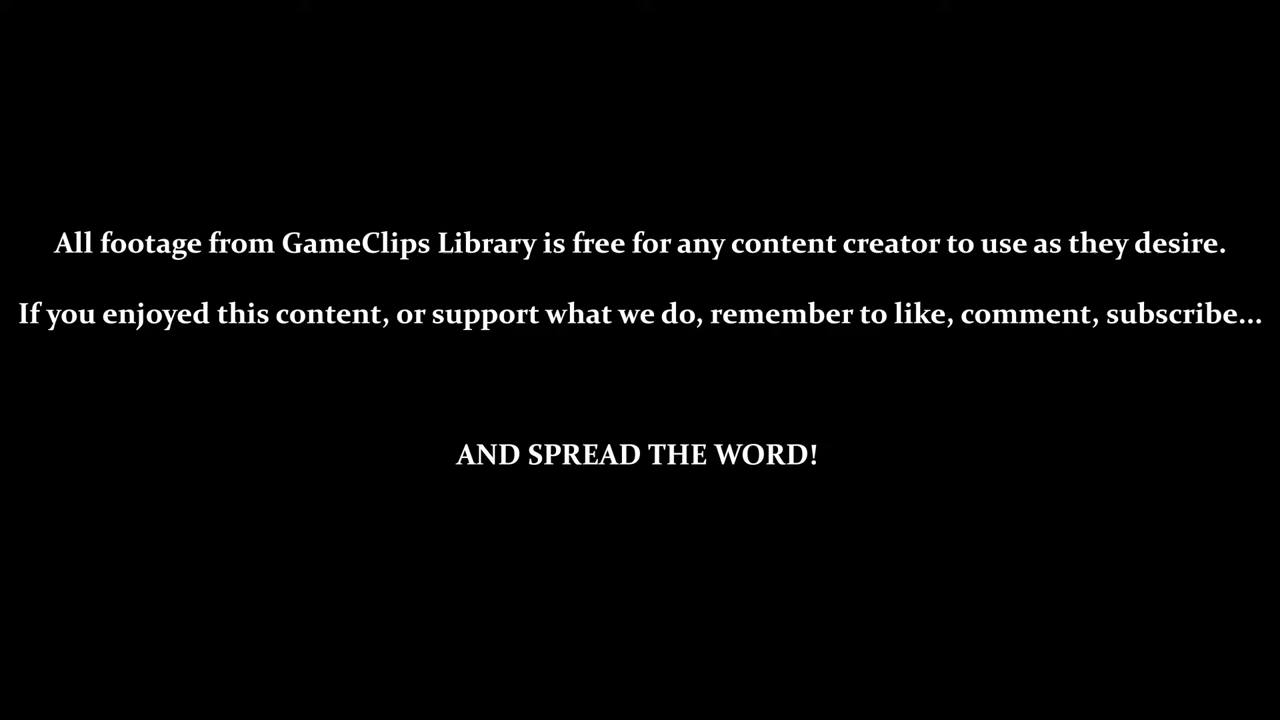 All footage from GameClips Library is free for any content creator to use as they desire.
If you enjoyed this content, or support what we do, remember to like, comment, subscribe...
AND SPREAD THE WORD!